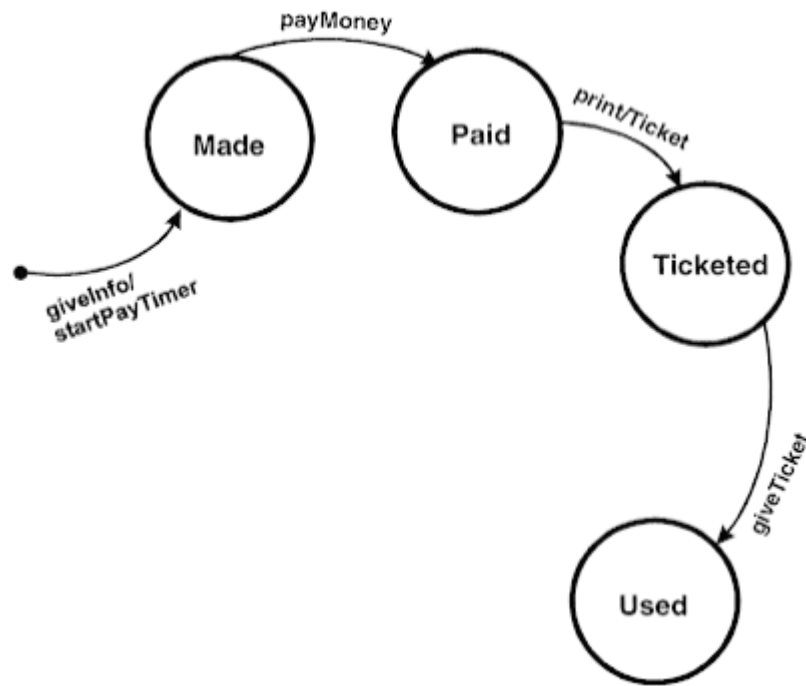 payMoney
Made
Paid
print/Ticket
Ticketed
giveInfo/
startPayTimer
giveTicket
Used